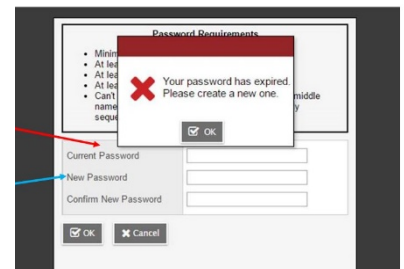 Password Requirements
• Minim
• At lea
• At lea
• At lea
• Can't middle
name y
seque
Your password has expired.
Please create a new one.
OK
Current Password
New Password
Confirm New Password
OK Cancel